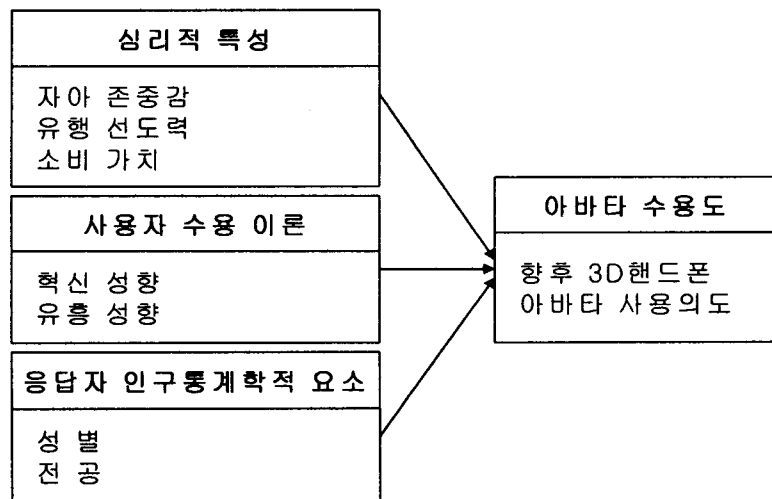 심리적 특성
자아 존중감
유행 선도력
소비 가치
사용자 수용 이론
혁신 성향
유흥 성향
응답자 인구통계학적 요소
성별
전공
아바타 수용도
향후 3D핸드폰
아바타 사용의도